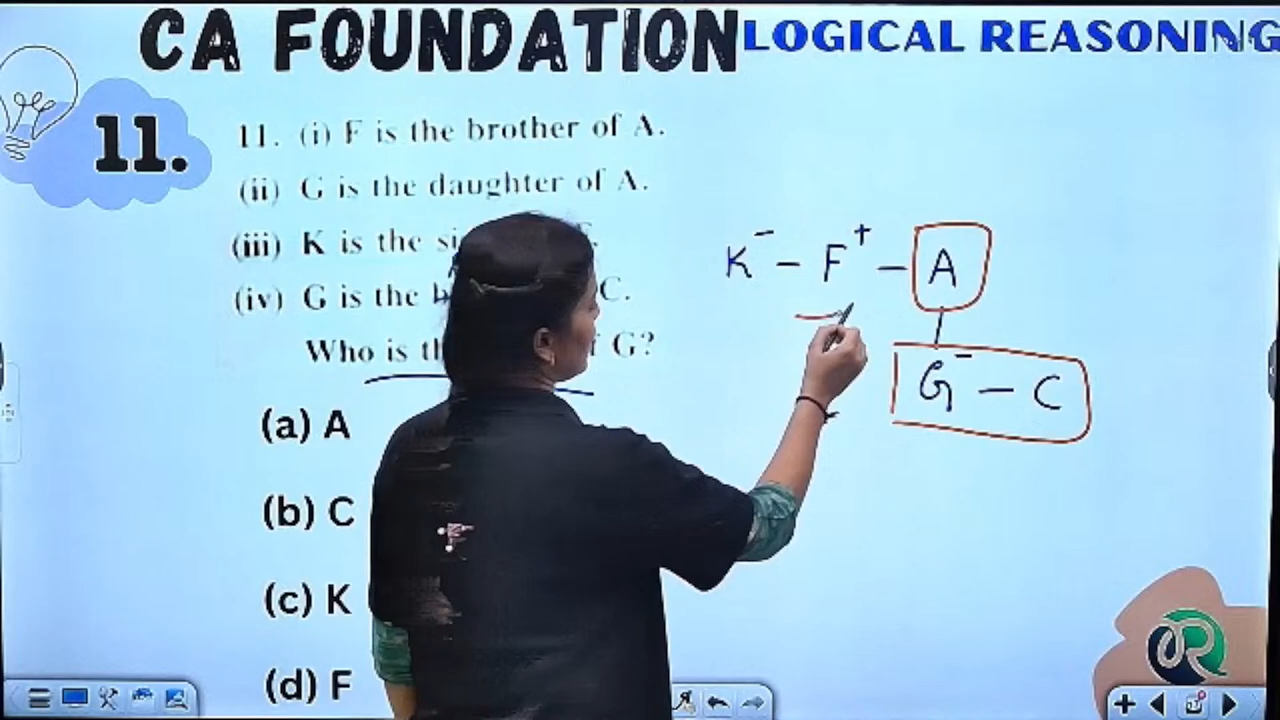 CA FOUNDATION LOGICAL REASONING
11.
11. (i) F is the brother of A.
(ii) G is the daughter of A.
(iii) K is the
(iv) G is the C.
Who is G?
K⁻ – F⁺ – A
G⁻ – C
(a) A
(b) C
(c) K
(d) F